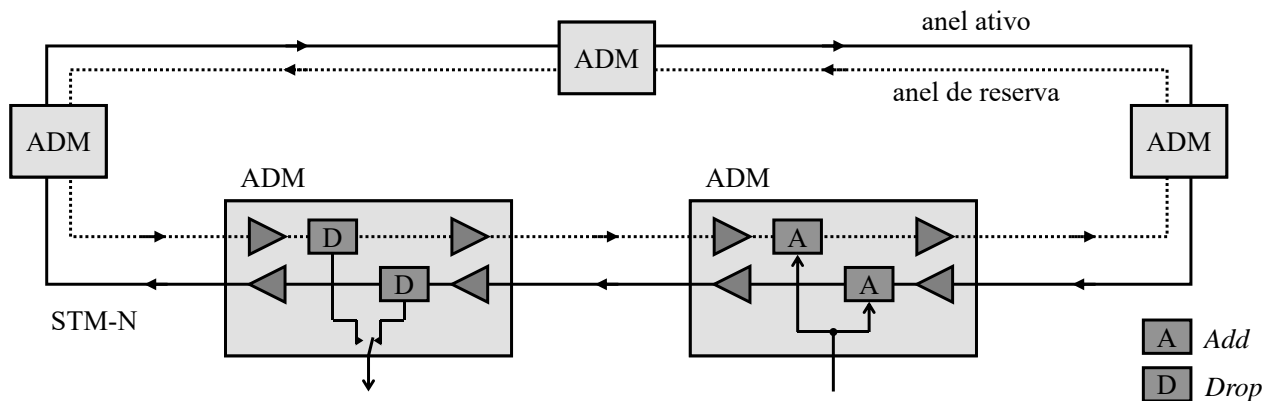 anel ativo
ADM
anel de reserva
ADM
ADM
ADM
ADM
D
A
D
A
STM-N
A Add
D Drop